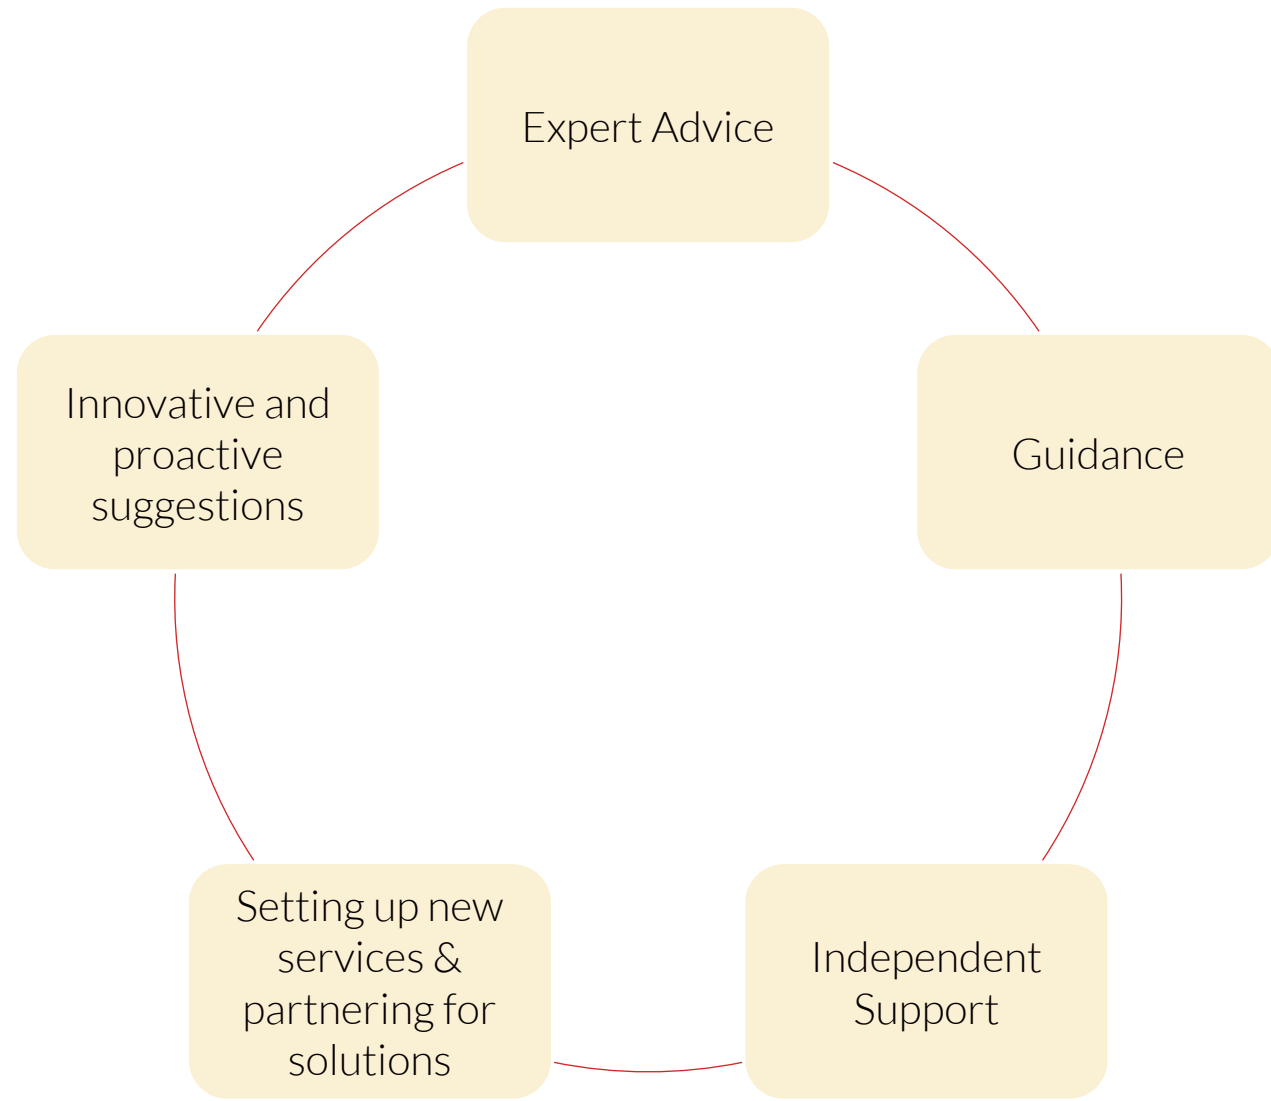 Expert Advice
Innovative and
proactive
suggestions
Guidance
Setting up new
services &
partnering for
solutions
Independent
Support